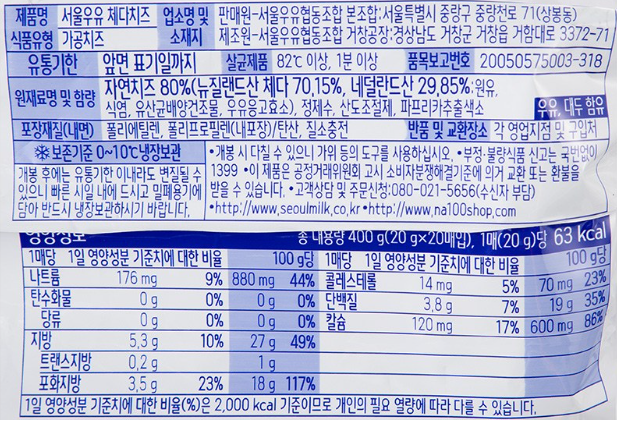 제품명 서울우유 체다치즈 업소명 및 판매원-서울우유협동조합 본조합:서울특별시 중랑구 중랑천로 71(상봉동)
식품유형 가공치즈 소재지 제조원-서울우유협동조합 거창공장:경상남도 거창군 거창읍 거함대로 3372-71
유통기한 앞면 표기일까지 살균제품 82℃ 이상, 1분 이상 품목보고번호 20050575003-318
원재료명 및 함량 자연치즈 80%{뉴질랜드산 체다 70.15%, 네덜란드산 29.85%:원유,
식염, 유산균배양건조물, 우유응고효소}, 정제수, 산도조절제, 파프리카추출색소 우유, 대두 함유
포장재질(내면) 폴리에틸렌, 폴리프로필렌(내포장)/탄산, 질소충전 반품 및 교환장소 각 영업지점 및 구입처
보존기준 0~10℃냉장보관
개봉 후에는 유통기한 이내라도 변질될 수
있으니 빠른 시일 내에 드시고 밀폐용기에
담아 반드시 냉장보관하시기 바랍니다.
•개봉 시 다칠 수 있으니 가위 등의 도구를 사용하십시오. •부정·불량식품 신고는 국번없이
1399 •이 제품은 공정거래위원회 고시 소비자분쟁해결기준에 의거 교환 또는 환불을
받을 수 있습니다. •고객상담 및 주문신청:080-021-5656(수신자 부담)
•http://www.seoulmilk.co.kr •http://www.na100shop.com
영양정보 총 내용량 400 g(20 g×20매입), 1매(20 g)당 63 kcal
1매당 1일 영양성분 기준치에 대한 비율 100 g당
나트륨 176 mg 9% 880 mg 44%
탄수화물 0 g 0% 0 g 0%
당류 0 g 0% 0 g 0%
지방 5.3 g 10% 27 g 49%
트랜스지방 0.2 g 1 g
포화지방 3.5 g 23% 18 g 117%
1매당 1일 영양성분 기준치에 대한 비율 100 g당
콜레스테롤 14 mg 5% 70 mg 23%
단백질 3.8 g 7% 19 g 35%
칼슘 120 mg 17% 600 mg 86%
1일 영양성분 기준치에 대한 비율(%)은 2,000 kcal 기준이므로 개인의 필요 열량에 따라 다를 수 있습니다.